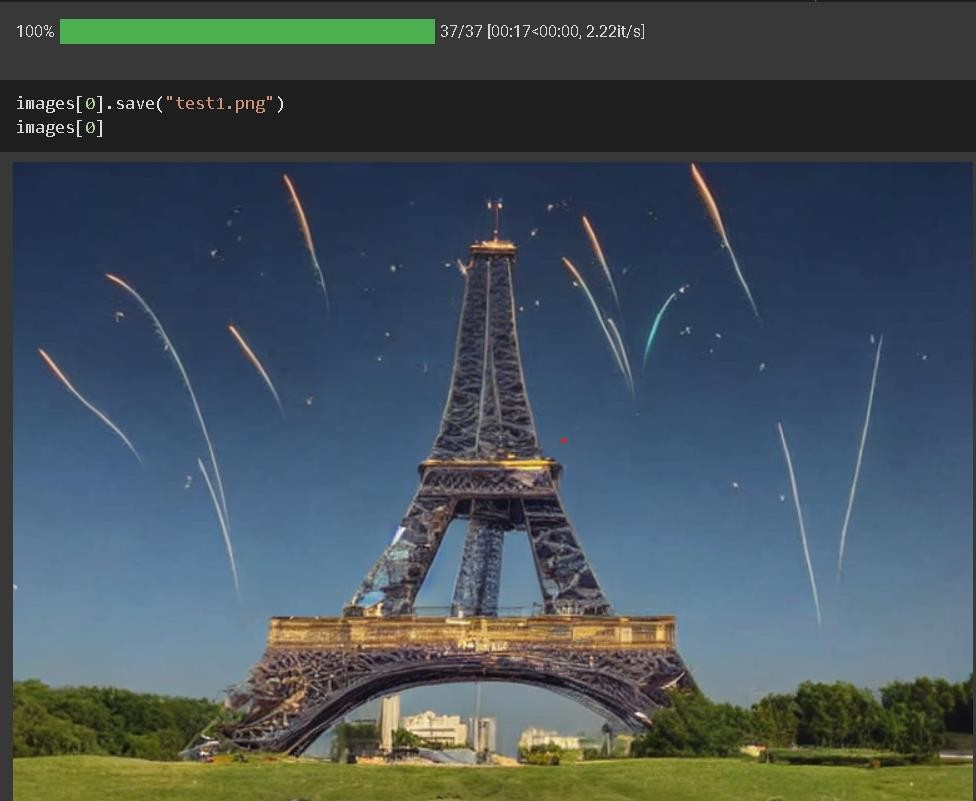 100% 37/37 [00:17<00:00, 2.22it/s]
images[0].save("test1.png")
images[0]